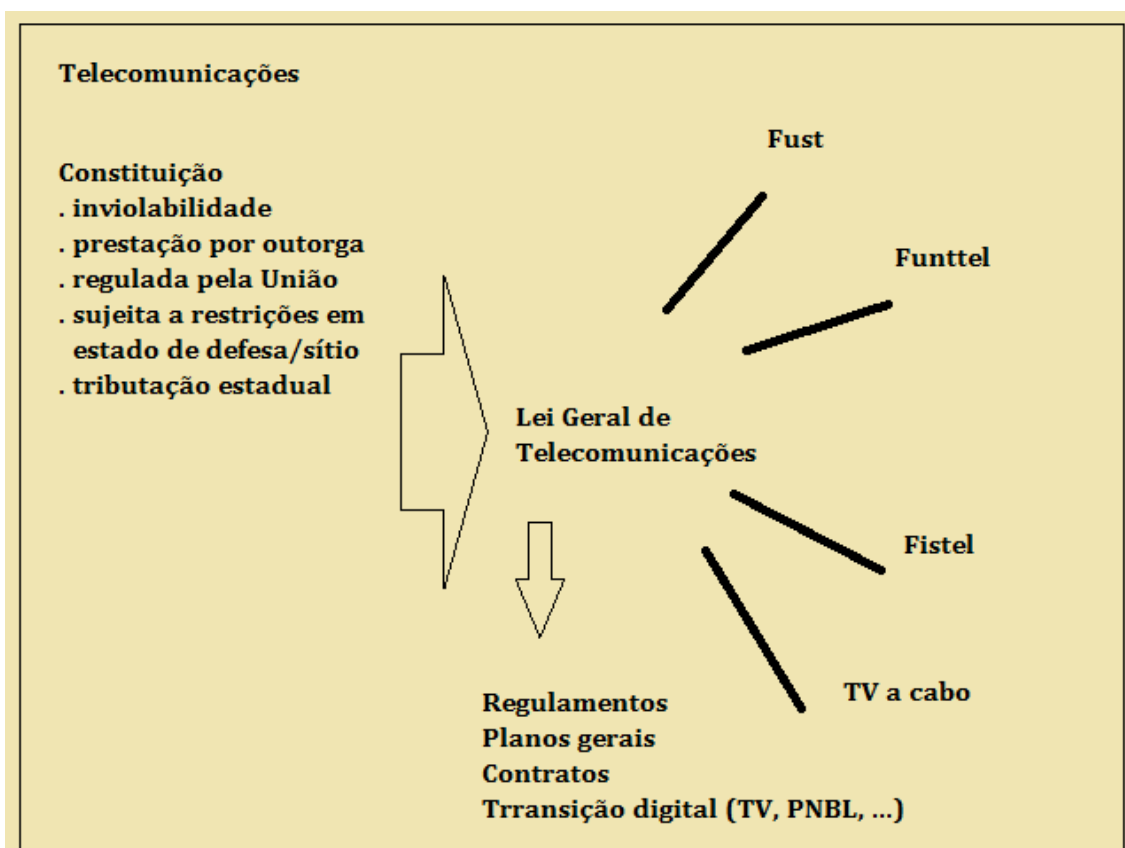 Telecomunicações
Constituição
. inviolabilidade
. prestação por outorga
. regulada pela União
. sujeita a restrições em
estado de defesa/sítio
. tributação estadual
Fust
Funttel
Lei Geral de
Telecomunicações
Fistel
TV a cabo
Regulamentos
Planos gerais
Contratos
Trransição digital (TV, PNBL, ...)